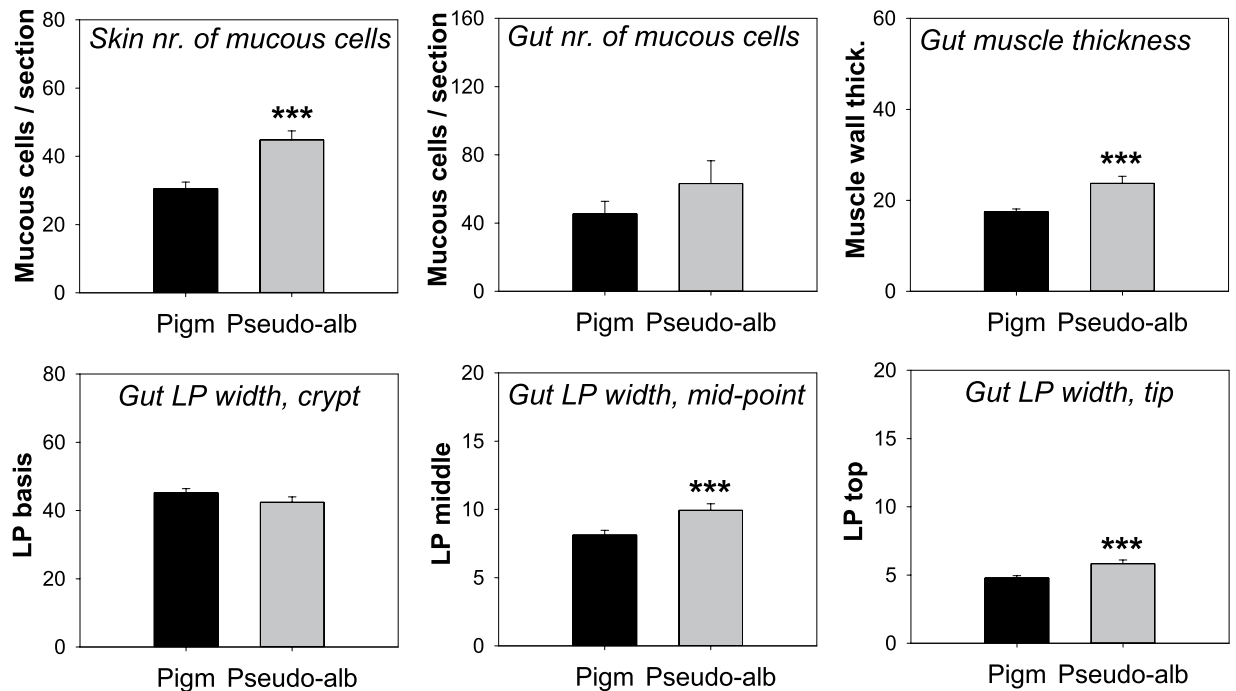 Skin nr. of mucous cells
Mucous cells / section
80
60
40
20
0
***
Pigm Pseudo-alb
Gut nr. of mucous cells
Mucous cells / section
160
120
80
40
0
Pigm Pseudo-alb
Gut muscle thickness
Muscle wall thick.
60
40
20
0
***
Pigm Pseudo-alb
Gut LP width, crypt
LP basis
80
60
40
20
0
Pigm Pseudo-alb
Gut LP width, mid-point
LP middle
20
15
10
5
0
***
Pigm Pseudo-alb
Gut LP width, tip
LP top
20
15
10
5
0
***
Pigm Pseudo-alb